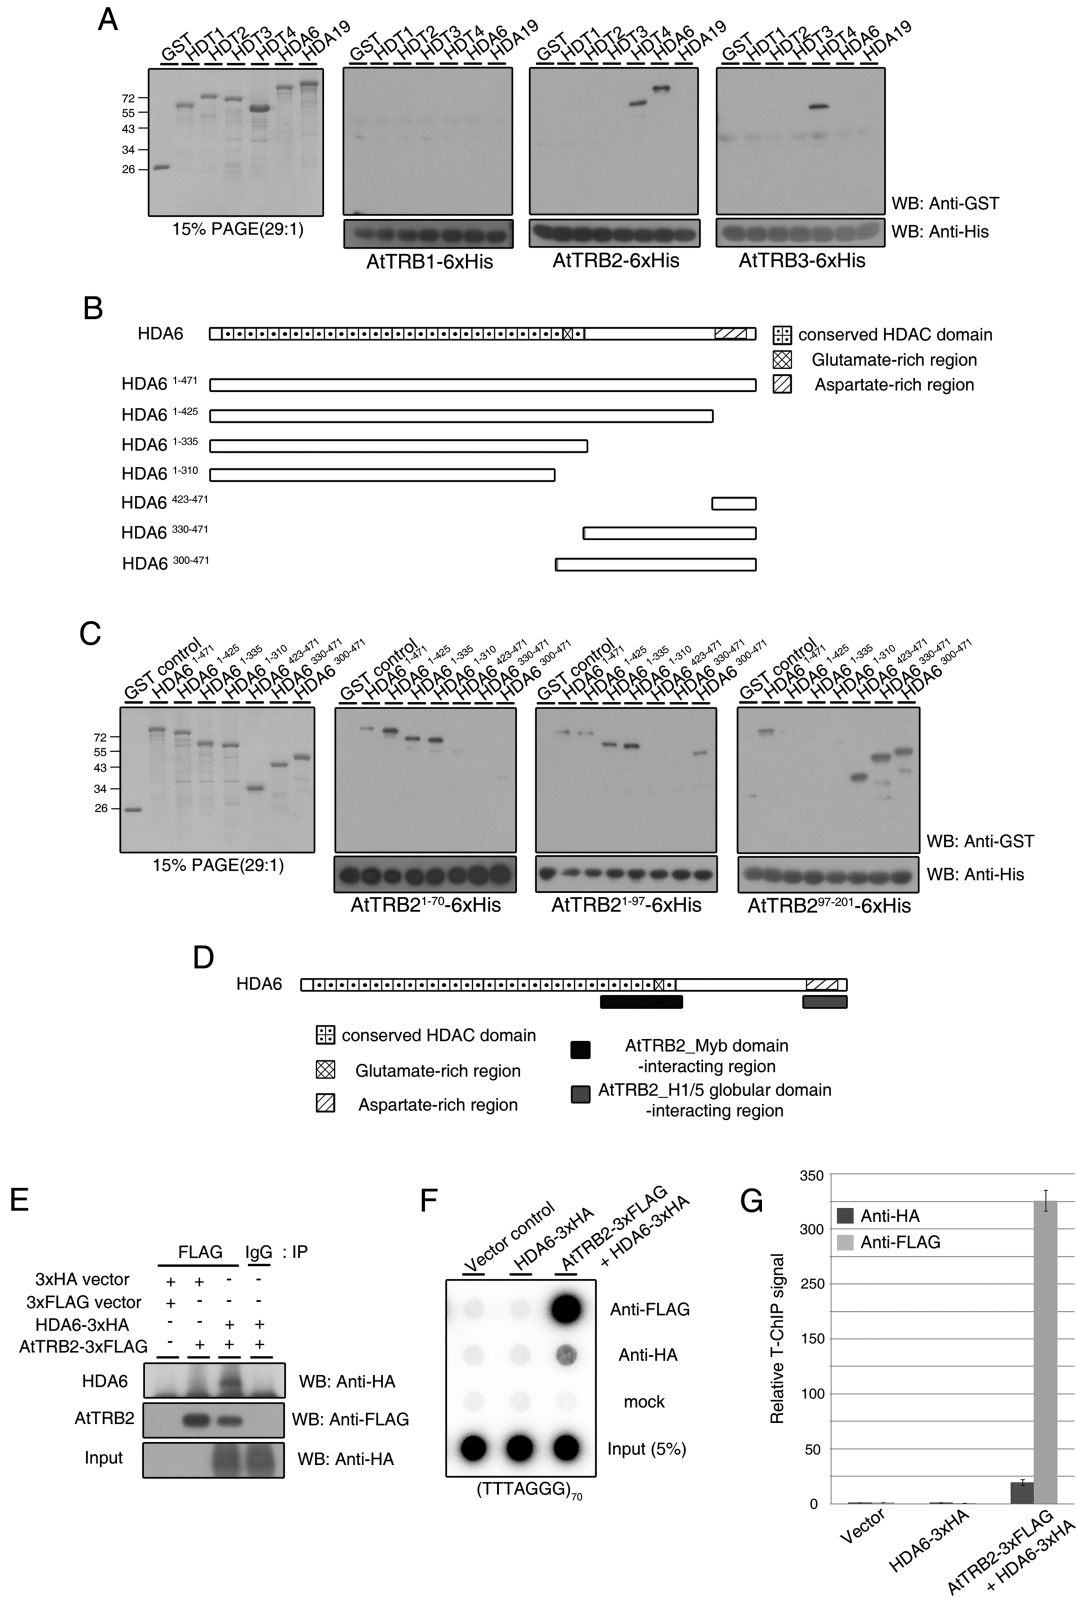 A
GST HDT1 HDT2 HDT3 HDT4 HDA6 HDA19
GST HDT1 HDT2 HDT3 HDT4 HDA6 HDA19
GST HDT1 HDT2 HDT3 HDT4 HDA6 HDA19
GST HDT1 HDT2 HDT3 HDT4 HDA6 HDA19
72
55
43
34
26
15% PAGE(29:1)
WB: Anti-GST
WB: Anti-His
AtTRB1-6xHis
AtTRB2-6xHis
AtTRB3-6xHis
B
HDA6
conserved HDAC domain
Glutamate-rich region
Aspartate-rich region
HDA6 1-471
HDA6 1-425
HDA6 1-335
HDA6 1-310
HDA6 423-471
HDA6 330-471
HDA6 300-471
C
GST control HDA6 1-471 HDA6 1-425 HDA6 1-335 HDA6 1-310 HDA6 423-471 HDA6 330-471 HDA6 300-471
GST control HDA6 1-471 HDA6 1-425 HDA6 1-335 HDA6 1-310 HDA6 423-471 HDA6 330-471 HDA6 300-471
GST control HDA6 1-471 HDA6 1-425 HDA6 1-335 HDA6 1-310 HDA6 423-471 HDA6 330-471 HDA6 300-471
GST control HDA6 1-471 HDA6 1-425 HDA6 1-335 HDA6 1-310 HDA6 423-471 HDA6 330-471 HDA6 300-471
72
55
43
34
26
15% PAGE(29:1)
WB: Anti-GST
WB: Anti-His
AtTRB2 1-70-6xHis
AtTRB2 1-97-6xHis
AtTRB2 97-201-6xHis
D
HDA6
conserved HDAC domain
Glutamate-rich region
Aspartate-rich region
AtTRB2_Myb domain
-interacting region
AtTRB2_H1/5 globular domain
-interacting region
E
FLAG IgG : IP
3xHA vector + + - -
3xFLAG vector + - - -
HDA6-3xHA - - + +
AtTRB2-3xFLAG - + + +
HDA6 WB: Anti-HA
AtTRB2 WB: Anti-FLAG
Input WB: Anti-HA
F
Vector control
HDA6-3xHA
AtTRB2-3xFLAG
+ HDA6-3xHA
Anti-FLAG
Anti-HA
mock
Input (5%)
(TTTAGGG)70
G
Relative T-ChIP signal
350
300
250
150
100
50
0
Anti-HA
Anti-FLAG
Vector
HDA6-3xHA
AtTRB2-3xFLAG
+ HDA6-3xHA